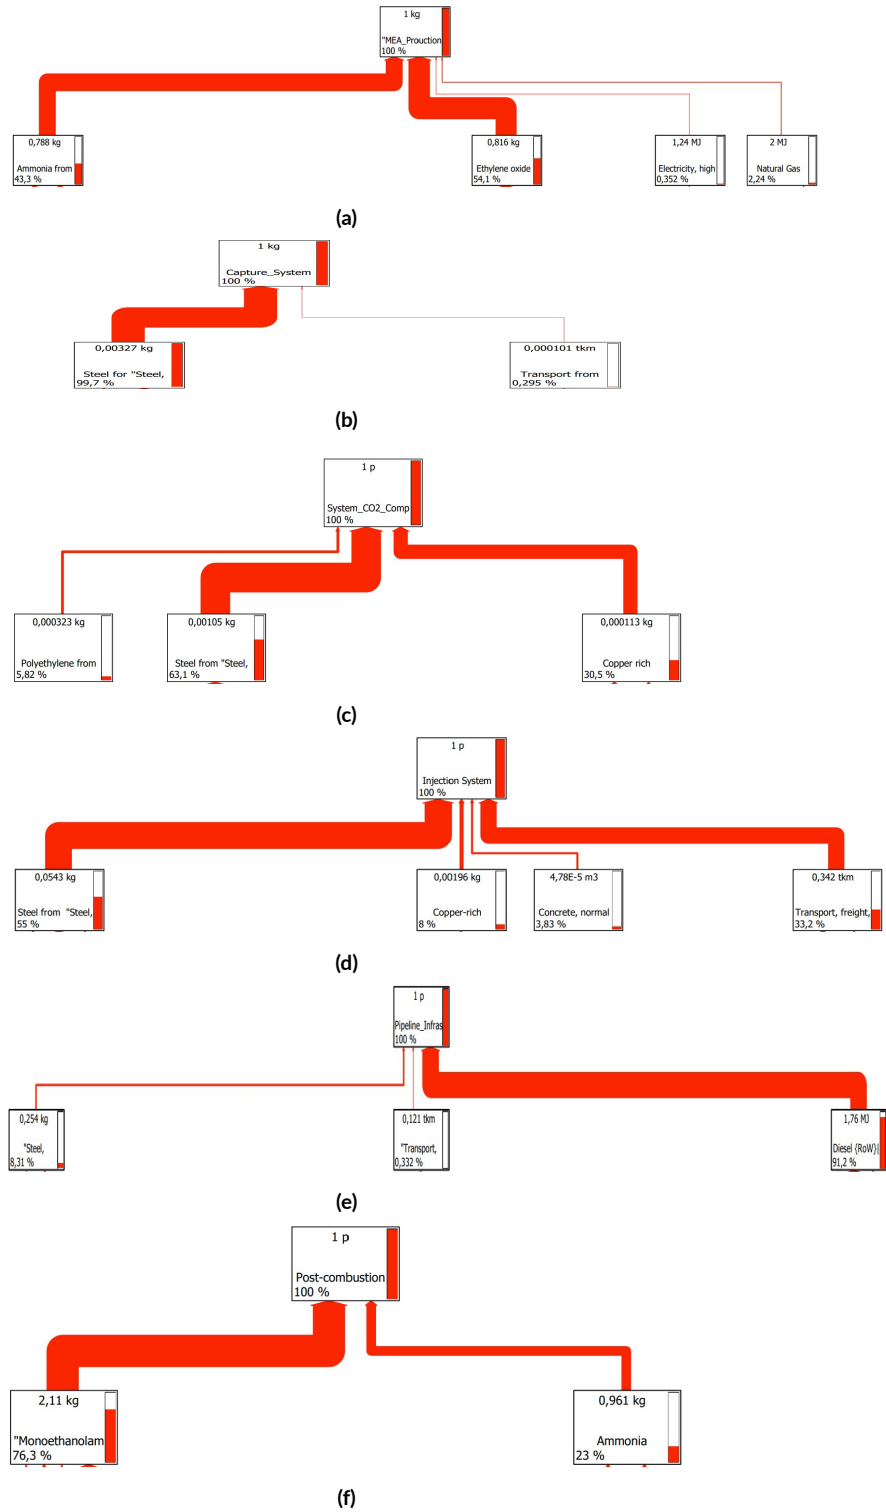 1 kg
"MEA_Prouction
100 %
0,788 kg
Ammonia from
43,3 %
0,816 kg
Ethylene oxide
54,1 %
1,24 MJ
Electricity, high
0,352 %
2 MJ
Natural Gas
2,24 %
(a)
1 kg
Capture_System
100 %
0,00327 kg
Steel for "Steel,
99,7 %
0,000101 tkm
Transport from
0,295 %
(b)
1 p
System_CO2_Comp
100 %
0,000323 kg
Polyethylene from
5,82 %
0,00105 kg
Steel from "Steel,
63,1 %
0,000113 kg
Copper rich
30,5 %
(c)
1 p
Injection System
100 %
0,0543 kg
Steel from "Steel,
55 %
0,00196 kg
Copper-rich
8 %
4,78E-5 m3
Concrete, normal
3,83 %
0,342 tkm
Transport, freight,
33,2 %
(d)
1 p
Pipeline_Infras
100 %
0,254 kg
"Steel,
8,31 %
0,121 tkm
"Transport,
0,332 %
1,76 MJ
Diesel {RoW}|
91,2 %
(e)
1 p
Post-combustion
100 %
2,11 kg
"Monoethanolam
76,3 %
0,961 kg
Ammonia
23 %
(f)